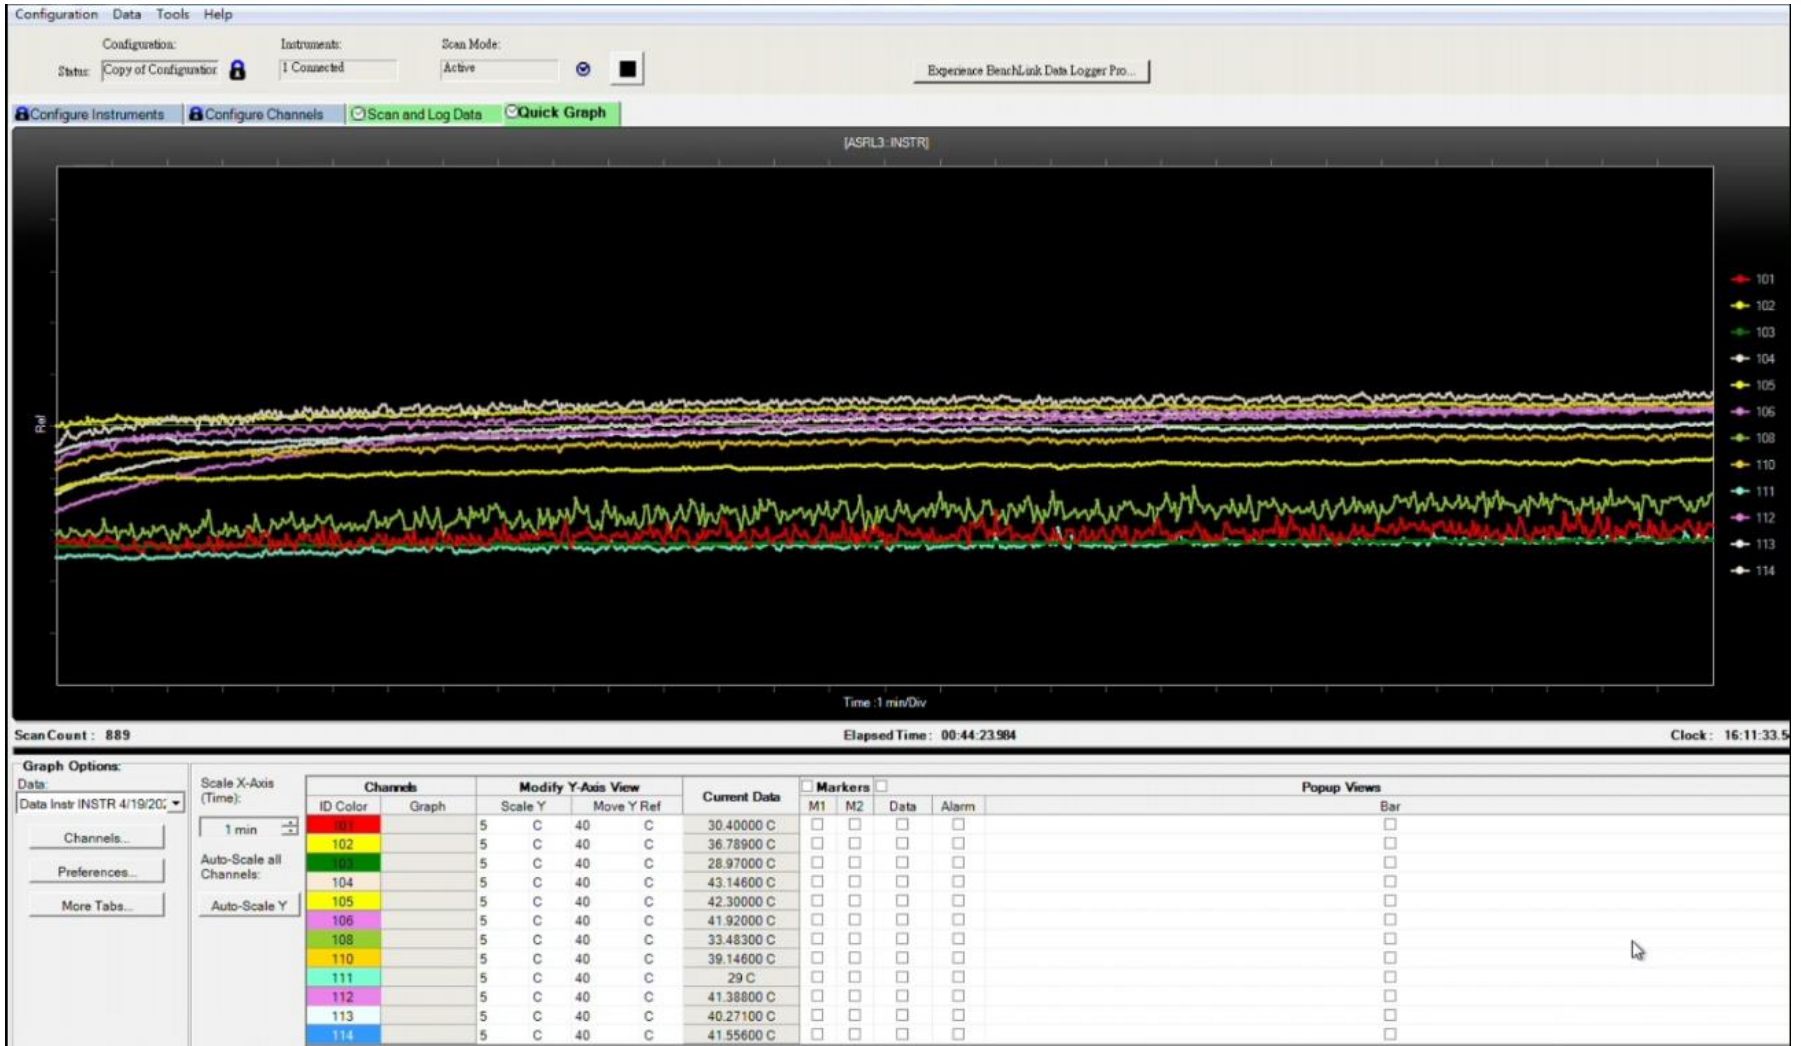 Configuration Data Tools Help
Configuration: Instruments: Scan Mode:
Status: Copy of Configuration 1 Connected Active
Experience BenchLink Data Logger Pro...
Configure Instruments Configure Channels Scan and Log Data Quick Graph
[ASRL3::INSTR]
101
102
103
104
105
Rel
106
108
110
111
112
113
114
Time :1 min/Div
Scan Count : 889 Elapsed Time : 00:44:23.984 Clock : 16:11:33.5
Graph Options:
Data:
Data Instr INSTR 4/19/202
Channels...
Preferences...
More Tabs...
Scale X-Axis
(Time):
1 min
Auto-Scale all
Channels:
Auto-Scale Y
Channels Modify Y-Axis View Current Data Markers Popup Views
ID Color Graph Scale Y Move Y Ref M1 M2 Data Alarm Bar
101 5 C 40 C 30.40000 C
102 5 C 40 C 36.78900 C
103 5 C 40 C 28.97000 C
104 5 C 40 C 43.14600 C
105 5 C 40 C 42.30000 C
106 5 C 40 C 41.92000 C
108 5 C 40 C 33.48300 C
110 5 C 40 C 39.14600 C
111 5 C 40 C 29 C
112 5 C 40 C 41.38800 C
113 5 C 40 C 40.27100 C
114 5 C 40 C 41.55600 C